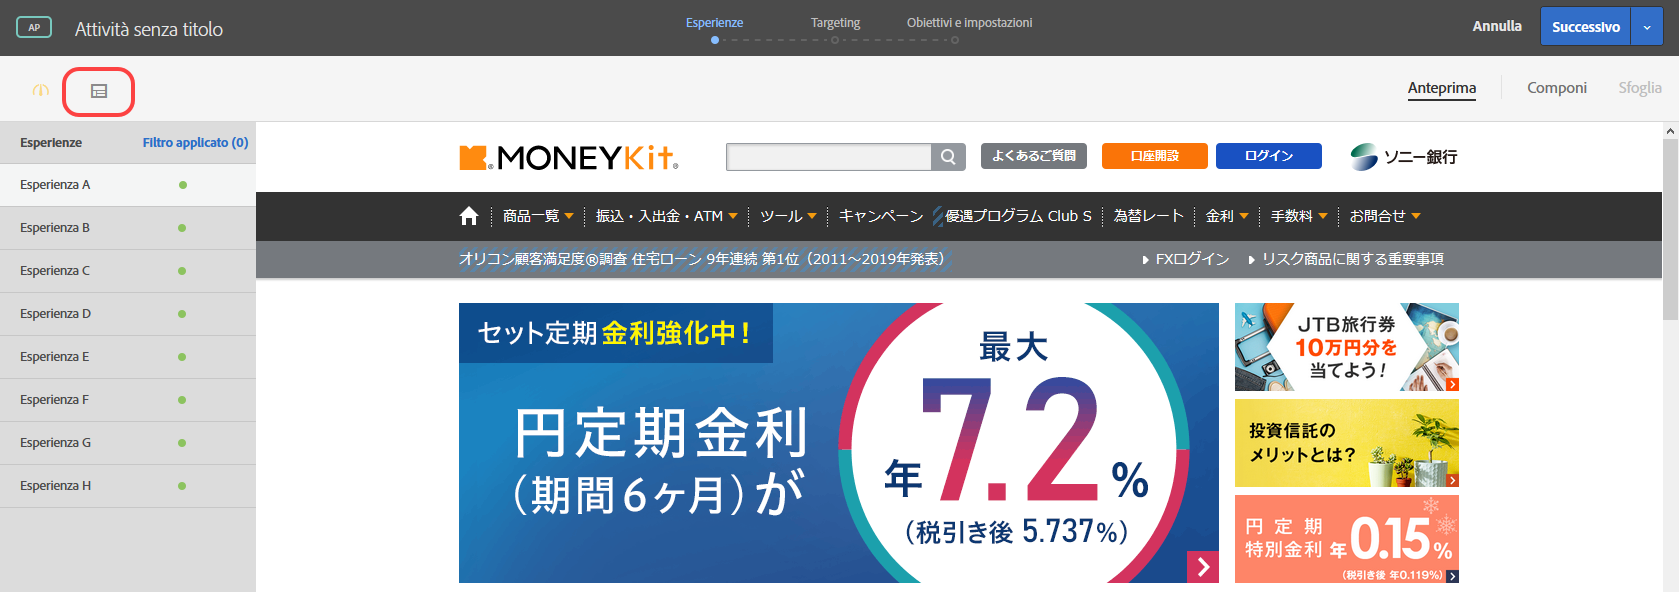 AP
Attività senza titolo
Esperienze
Targeting
Obiettivi e impostazioni
Annulla
Successivo
Anteprima
Componi
Sfoglia
Esperienze
Filtro applicato (0)
Esperienza A
Esperienza B
Esperienza C
Esperienza D
Esperienza E
Esperienza F
Esperienza G
Esperienza H
MONEYKit®
よくあるご質問
口座開設
ログイン
ソニー銀行
商品一覧
振込・入出金・ATM
ツール
キャンペーン
優遇プログラム Club S
為替レート
金利
手数料
お問合せ
オリコン顧客満足度®調査 住宅ローン 9年連続 第1位（2011～2019年発表）
FXログイン
リスク商品に関する重要事項
セット定期 金利強化中！
円定期金利
（期間6ヶ月）が
最大
年7.2%
（税引き後 5.737%）
JTB旅行券
10万円分を
当てよう！
投資信託の
メリットとは？
円定期
特別金利 年0.15%
（税引き後 年0.119%）